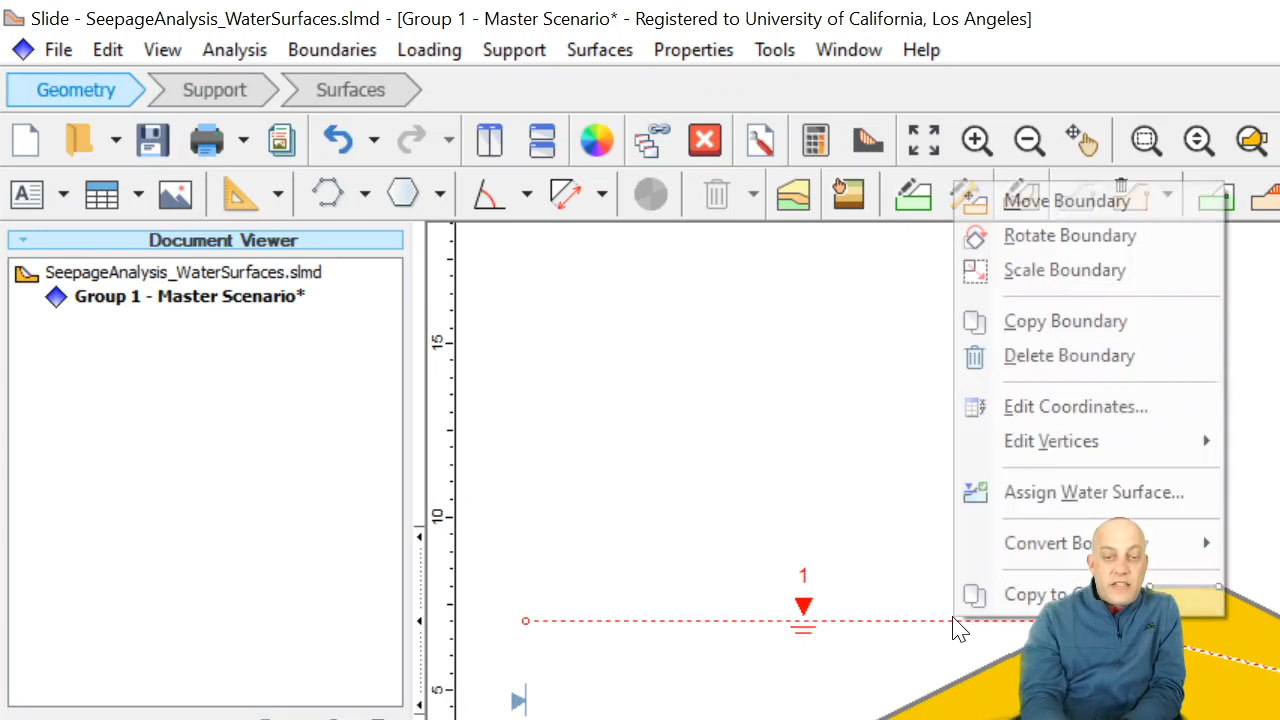 Slide - SeepageAnalysis_WaterSurfaces.slmd - [Group 1 - Master Scenario* - Registered to University of California, Los Angeles]
File Edit View Analysis Boundaries Loading Support Surfaces Properties Tools Window Help
Geometry Support Surfaces
A
Document Viewer
SeepageAnalysis_WaterSurfaces.slmd
Group 1 - Master Scenario*
Move Boundary
Rotate Boundary
Scale Boundary
Copy Boundary
Delete Boundary
Edit Coordinates...
Edit Vertices
Assign Water Surface...
Convert
Copy to
15
10
5
1